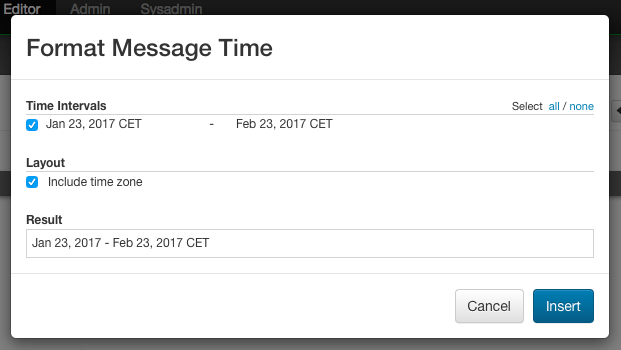 Editor Admin Sysadmin
Format Message Time
Time Intervals Select all / none
Jan 23, 2017 CET - Feb 23, 2017 CET
Layout
Include time zone
Result
Jan 23, 2017 - Feb 23, 2017 CET
Cancel Insert